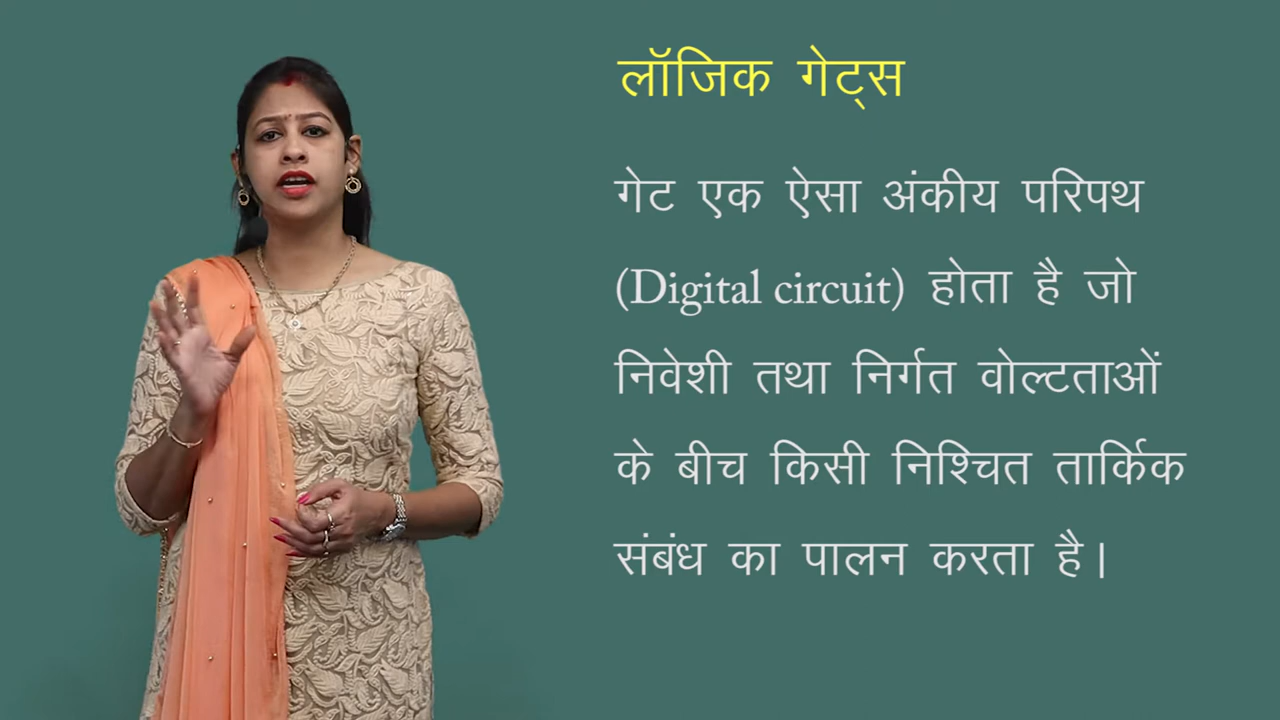 लॉजिक गेट्स
गेट एक ऐसा अंकीय परिपथ
(Digital circuit) होता है जो
निवेशी तथा निर्गत वोल्टताओं
के बीच किसी निश्चित तार्किक
संबंध का पालन करता है।